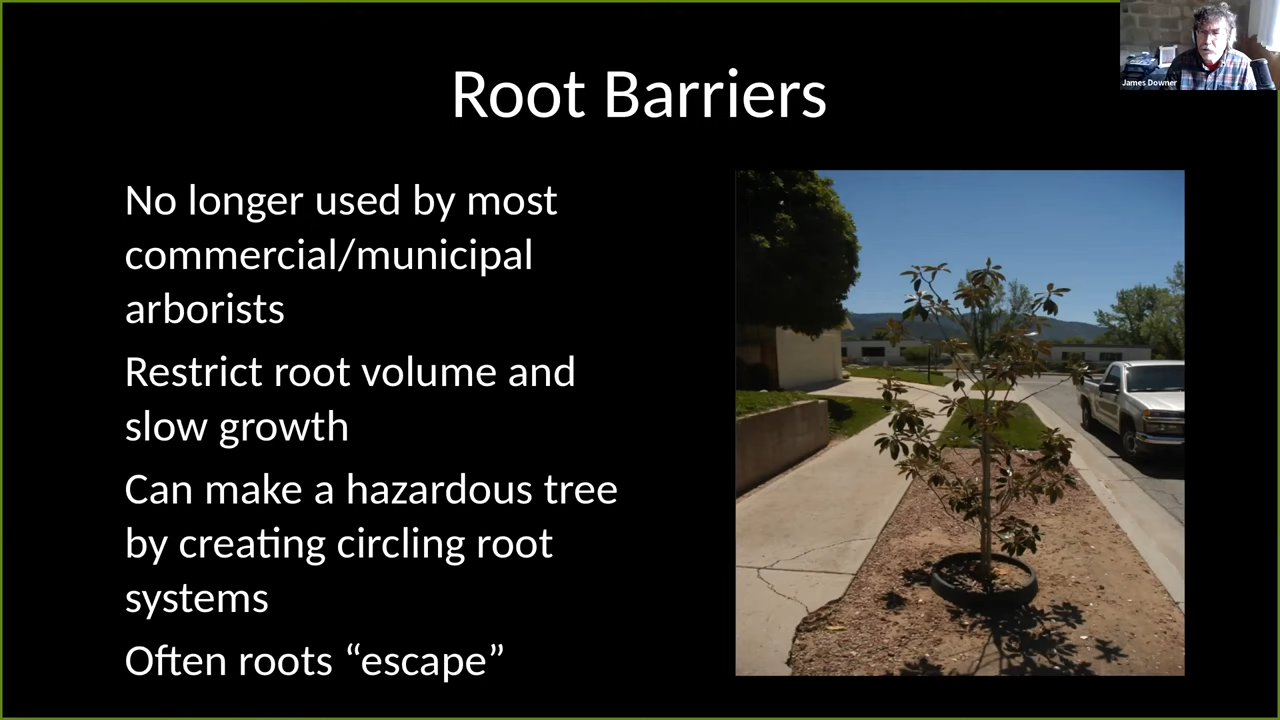 James Downer
Root Barriers
No longer used by most
commercial/municipal
arborists
Restrict root volume and
slow growth
Can make a hazardous tree
by creating circling root
systems
Often roots “escape”